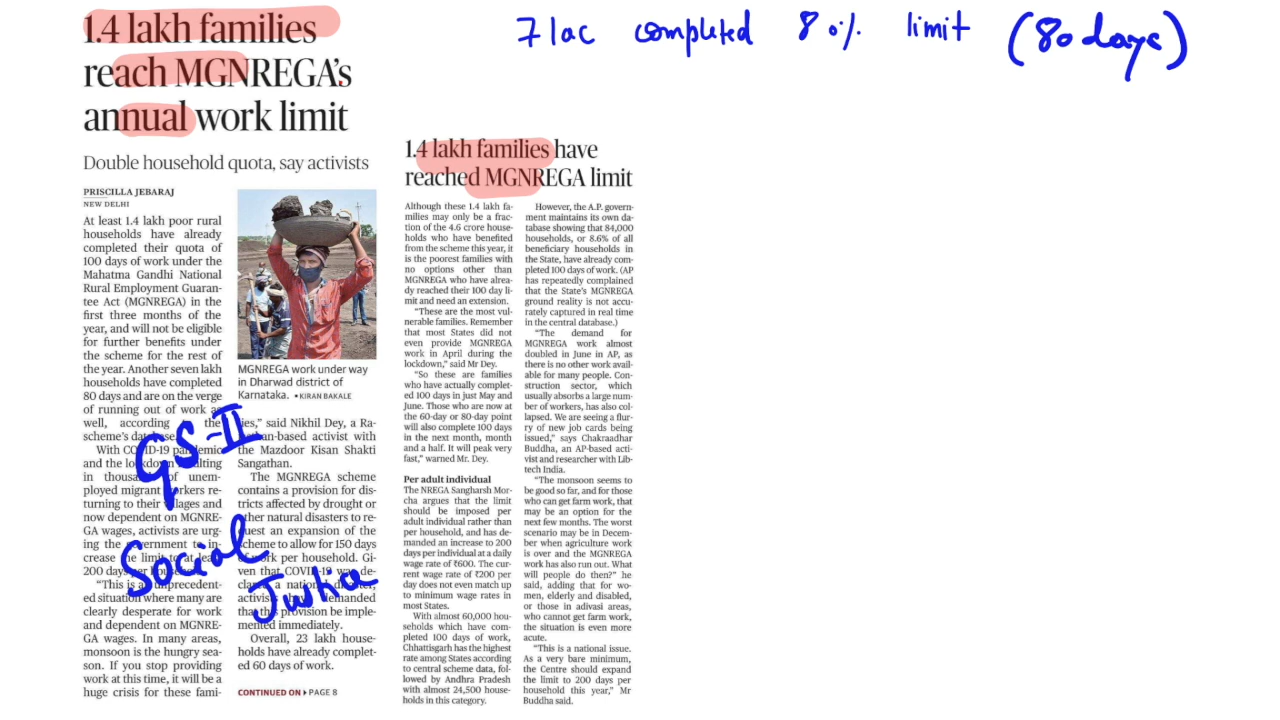 1.4 lakh families
reach MGNREGA's
annual work limit
Double household quota, say activists
PRISCILLA JEBARAJ
NEW DELHI
At least 1.4 lakh poor rural
households have already
completed their quota of
100 days of work under the
Mahatma Gandhi National
Rural Employment Guaran-
tee Act (MGNREGA) in the
first three months of the
year, and will not be eligible
for further benefits under
the scheme for the rest of
the year. Another seven lakh
households have completed
80 days and are on the verge
of running out of work as
well, according to the
scheme's database.
With COVID-19 pandemic
and the lockdown resulting
in thousands of unem-
ployed migrant workers re-
turning to their villages and
now dependent on MGNRE-
GA wages, activists are urg-
ing the government to in-
crease the limit to at least
200 days per household.
"This is an unprecedent-
ed situation where many are
clearly desperate for work
and dependent on MGNRE-
GA wages. In many areas,
monsoon is the hungry sea-
son. If you stop providing
work at this time, it will be a
huge crisis for these fami-
MGNREGA work under way
in Dharwad district of
Karnataka. • KIRAN BAKALE
lies," said Nikhil Dey, a Ra-
jasthan-based activist with
the Mazdoor Kisan Shakti
Sangathan.
The MGNREGA scheme
contains a provision for dis-
tricts affected by drought or
other natural disasters to re-
quest an expansion of the
scheme to allow for 150 days
of work per household. Gi-
ven that COVID-19 was de-
clared a national disaster,
activists have demanded
that this provision be imple-
mented immediately.
Overall, 23 lakh house-
holds have already complet-
ed 60 days of work.
CONTINUED ON ▸ PAGE 8
GS-II
Social
Justice
7 lac completed 80% limit (80 days)
1.4 lakh families have
reached MGNREGA limit
Although these 1.4 lakh fa-
milies may only be a frac-
tion of the 4.6 crore house-
holds who have benefited
from the scheme this year, it
is the poorest families with
no options other than
MGNREGA who have alrea-
dy reached their 100 day li-
mit and need an extension.
"These are the most vul-
nerable families. Remember
that most States did not
even provide MGNREGA
work in April during the
lockdown," said Mr Dey.
"So these are families
who have actually complet-
ed 100 days in just May and
June. Those who are now at
the 60-day or 80-day point
will also complete 100 days
in the next month, month
and a half. It will peak very
fast," warned Mr. Dey.
Per adult individual
The NREGA Sangharsh Mor-
cha argues that the limit
should be imposed per
adult individual rather than
per household, and has de-
manded an increase to 200
days per individual at a daily
wage rate of ₹600. The cur-
rent wage rate of ₹200 per
day does not even match up
to minimum wage rates in
most States.
With almost 60,000 hou-
seholds which have com-
pleted 100 days of work,
Chhattisgarh has the highest
rate among States according
to central scheme data, fol-
lowed by Andhra Pradesh
with almost 24,500 house-
holds in this category.
However, the A.P. govern-
ment maintains its own da-
tabase showing that 84,000
households, or 8.6% of all
beneficiary households in
the State, have already com-
pleted 100 days of work. (AP
has repeatedly complained
that the State's MGNREGA
ground reality is not accu-
rately captured in real time
in the central database.)
"The demand for
MGNREGA work almost
doubled in June in AP, as
there is no other work avail-
able for many people. Con-
struction sector, which
usually absorbs a large num-
ber of workers, has also col-
lapsed. We are seeing a flur-
ry of new job cards being
issued," says Chakraadhar
Buddha, an AP-based acti-
vist and researcher with Lib-
tech India.
"The monsoon seems to
be good so far, and for those
who can get farm work, that
may be an option for the
next few months. The worst
scenario may be in Decem-
ber when agriculture work
is over and the MGNREGA
work has also run out. What
will people do then?" he
said, adding that for wo-
men, elderly and disabled,
or those in adivasi areas,
who cannot get farm work,
the situation is even more
acute.
"This is a national issue.
As a very bare minimum,
the Centre should expand
the limit to 200 days per
household this year," Mr
Buddha said.